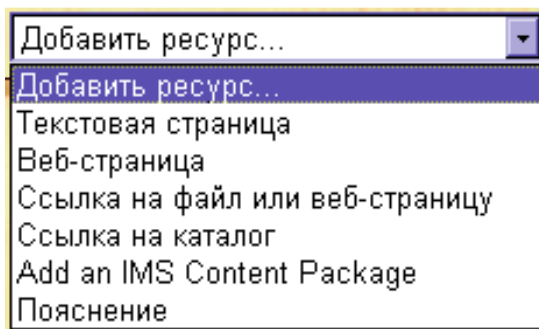 Добавить ресурс...
Добавить ресурс...
Текстовая страница
Веб-страница
Ссылка на файл или веб-страницу
Ссылка на каталог
Add an IMS Content Package
Пояснение